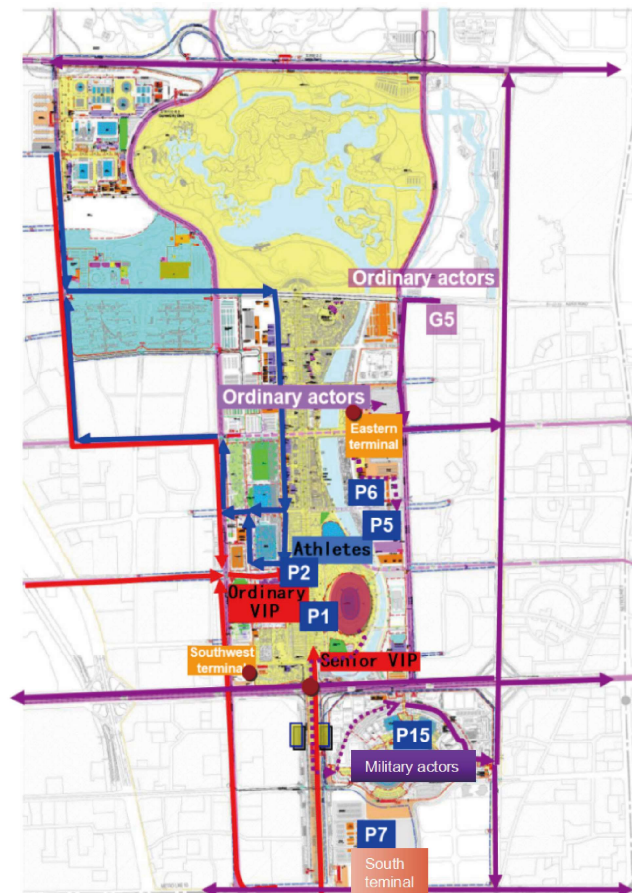 Ordinary actors
G5
Ordinary actors
Eastern
terminal
P6
P5
Athletes
P2
Ordinary
VIP
P1
Southwest
terminal
Senior VIP
P15
Military actors
P7
South
teminal